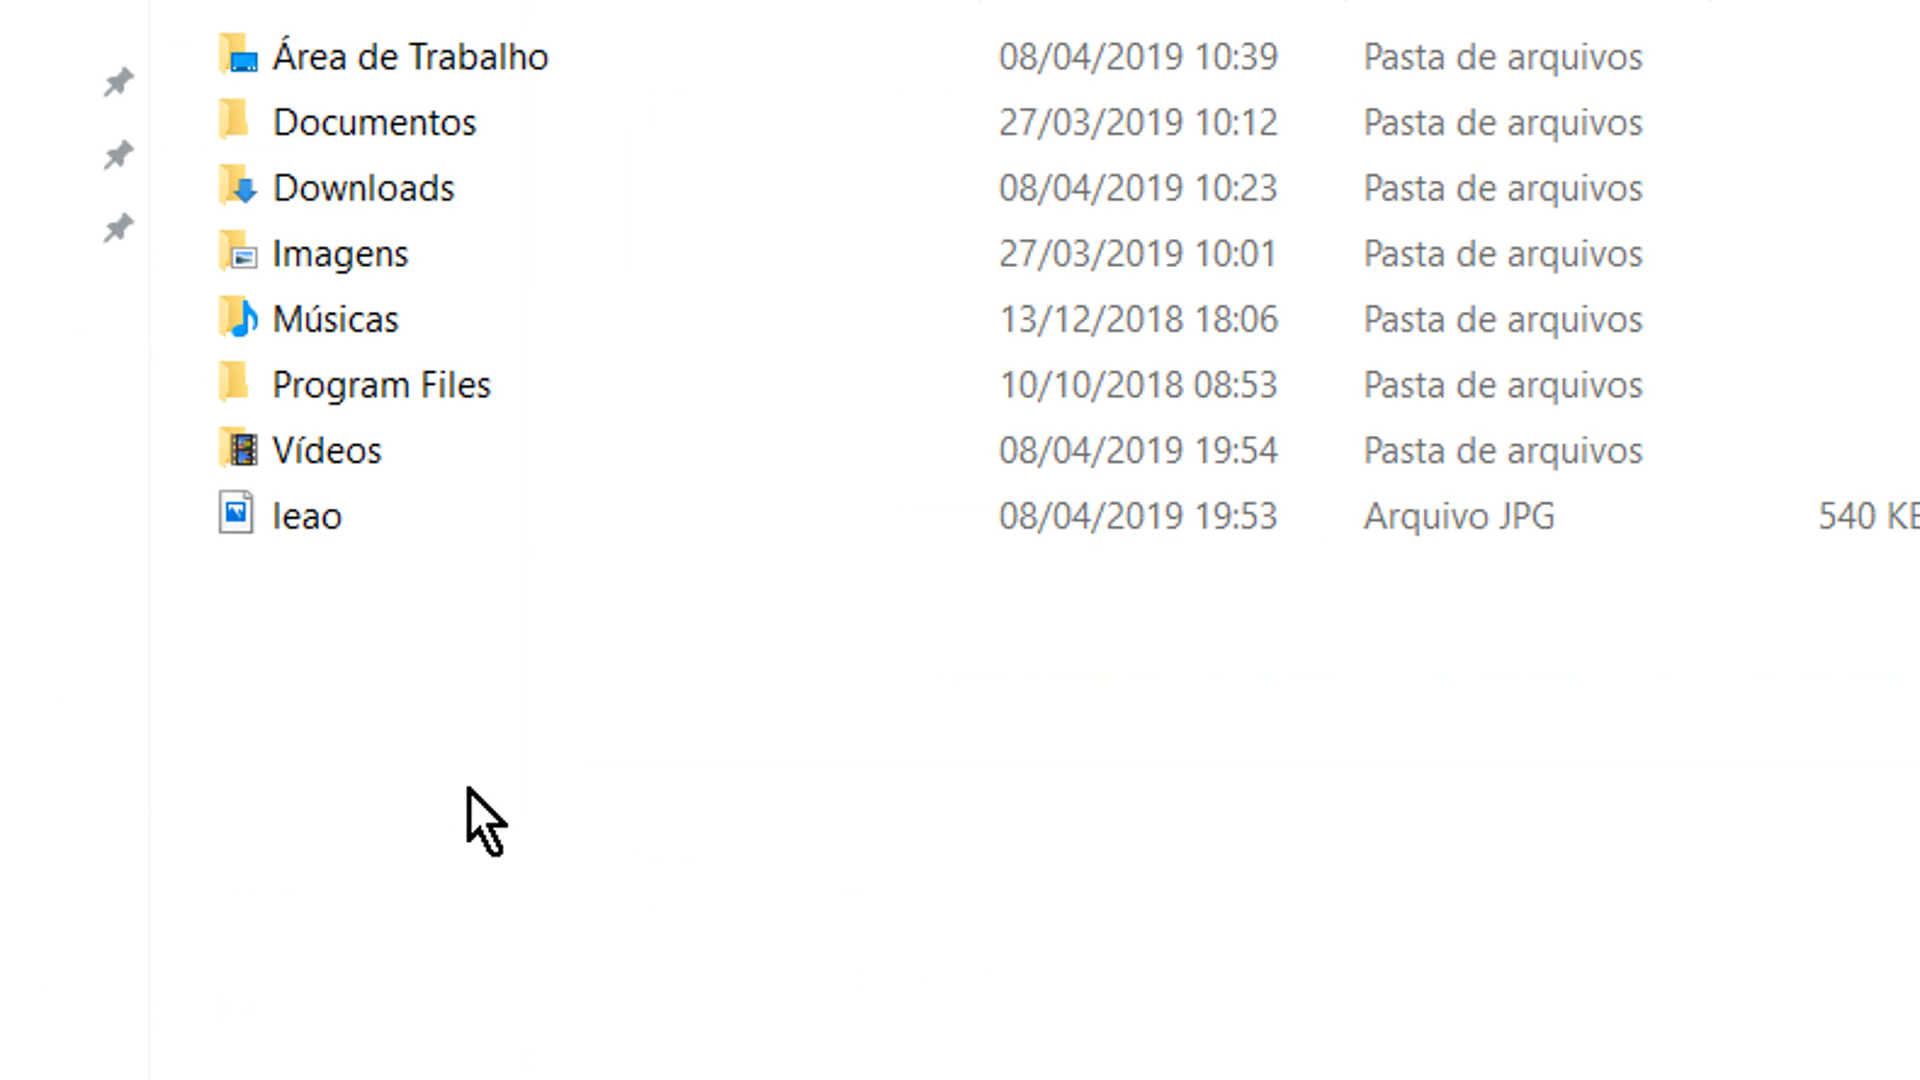 Área de Trabalho 08/04/2019 10:39 Pasta de arquivos
Documentos 27/03/2019 10:12 Pasta de arquivos
Downloads 08/04/2019 10:23 Pasta de arquivos
Imagens 27/03/2019 10:01 Pasta de arquivos
Músicas 13/12/2018 18:06 Pasta de arquivos
Program Files 10/10/2018 08:53 Pasta de arquivos
Vídeos 08/04/2019 19:54 Pasta de arquivos
leao 08/04/2019 19:53 Arquivo JPG 540 KB